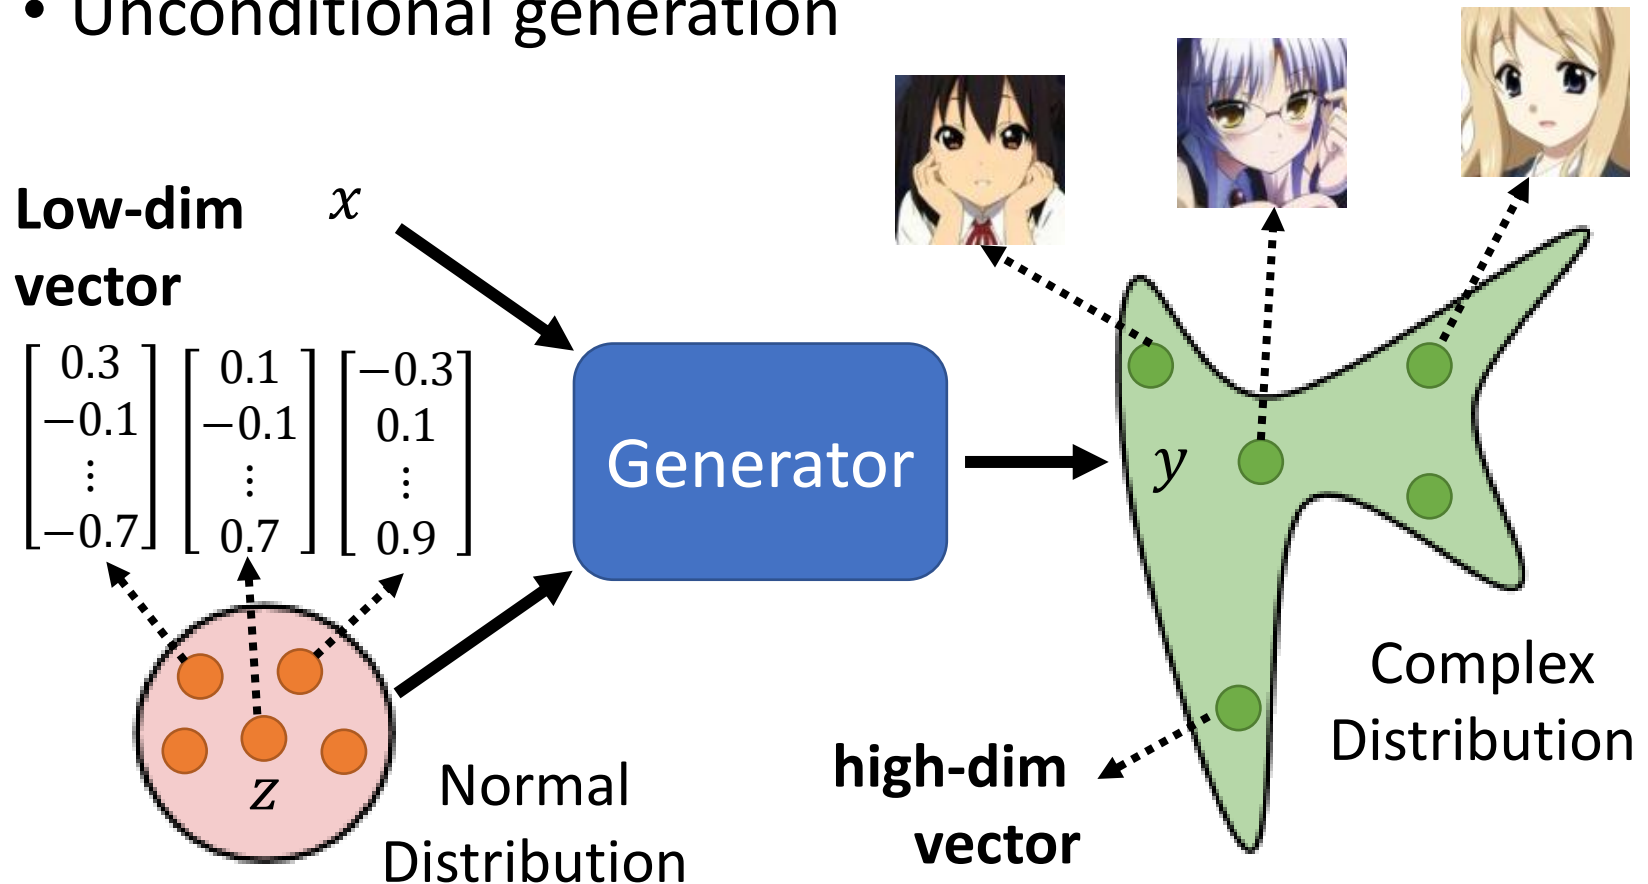 • Unconditional generation
Low-dim
vector
x
0.3
−0.1
⋮
−0.7
0.1
−0.1
⋮
0.7
−0.3
0.1
⋮
0.9
Generator
y
z
Normal
Distribution
high-dim
vector
Complex
Distribution